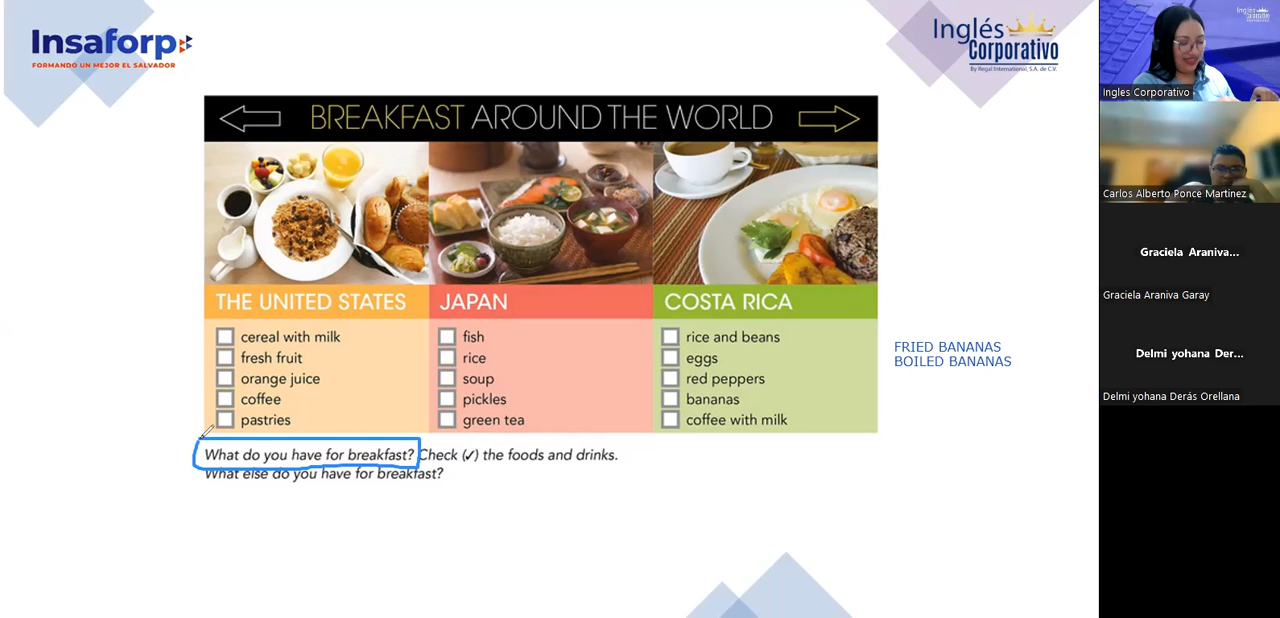 Insaforp
FORMANDO UN MEJOR EL SALVADOR
Inglés
Corporativo
By Regal International, S.A. de C.V.
BREAKFAST AROUND THE WORLD
THE UNITED STATES
cereal with milk
fresh fruit
orange juice
coffee
pastries
JAPAN
fish
rice
soup
pickles
green tea
COSTA RICA
rice and beans
eggs
red peppers
bananas
coffee with milk
FRIED BANANAS
BOILED BANANAS
What do you have for breakfast? Check (✓) the foods and drinks.
What else do you have for breakfast?
Ingles Corporativo
Carlos Alberto Ponce Martinez
Graciela Araniva...
Graciela Araniva Garay
Delmi yohana Der...
Delmi yohana Derás Orellana